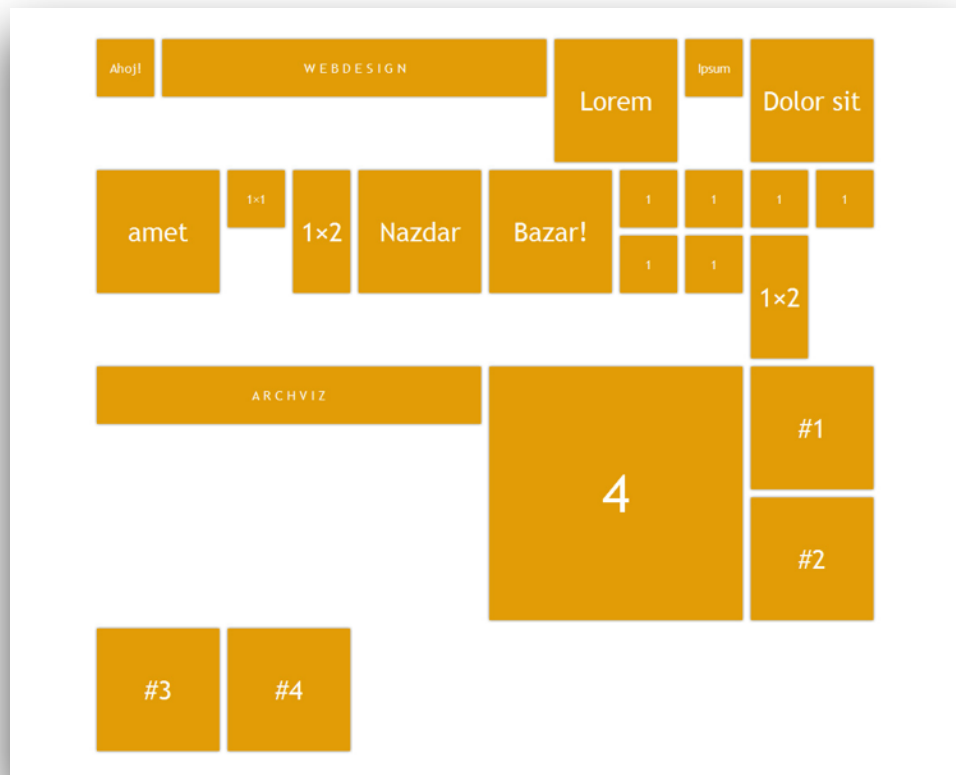 Ahoj!
WEBDESIGN
Lorem
Ipsum
Dolor sit
amet
1×1
1×2
Nazdar
Bazar!
1
1
1
1
1
1
1×2
ARCHVIZ
4
#1
#2
#3
#4